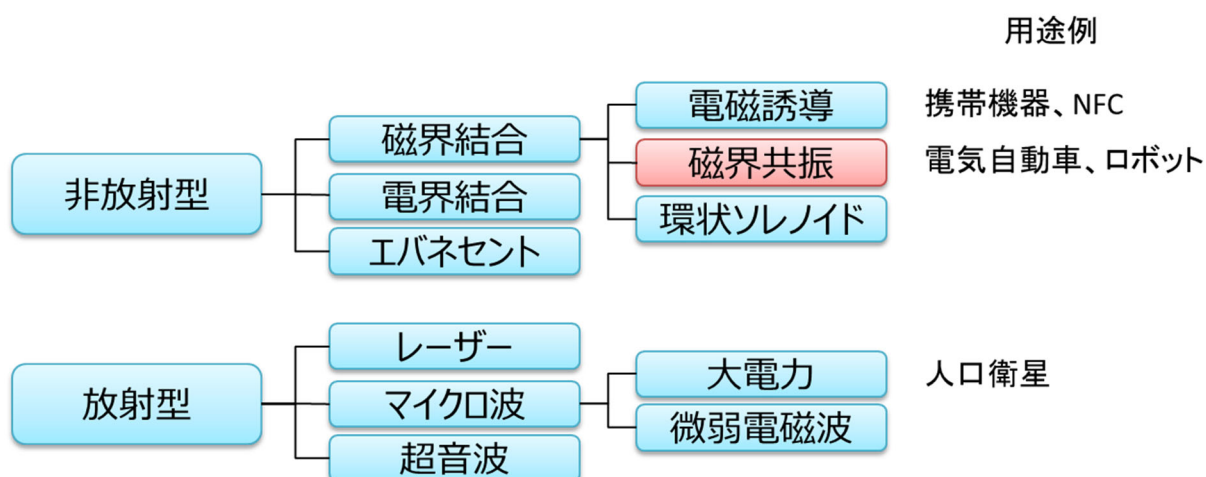 用途例
電磁誘導 携帯機器、NFC
磁界結合
磁界共振 電気自動車、ロボット
非放射型
電界結合
環状ソレノイド
エバネセント
レーザー
大電力 人口衛星
放射型
マイクロ波
微弱電磁波
超音波